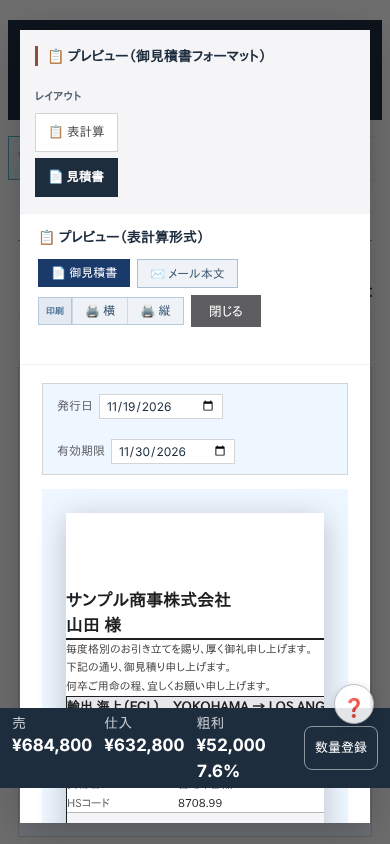 プレビュー（御見積書フォーマット）
レイアウト
表計算
見積書
プレビュー（表計算形式）
御見積書
メール本文
印刷 横 縦 閉じる
発行日 11/19/2026
有効期限 11/30/2026
サンプル商事株式会社
山田 様
毎度格別のお引き立てを賜り、厚く御礼申し上げます。
下記の通り、御見積り申し上げます。
何卒ご用命の程、宜しくお願い申し上げます。
輸出 海上（FCL） YOKOHAMA → LOS ANG
売 仕入 粗利
¥684,800 ¥632,800 ¥52,000
7.6%
数量登録
HSコード 8708.99